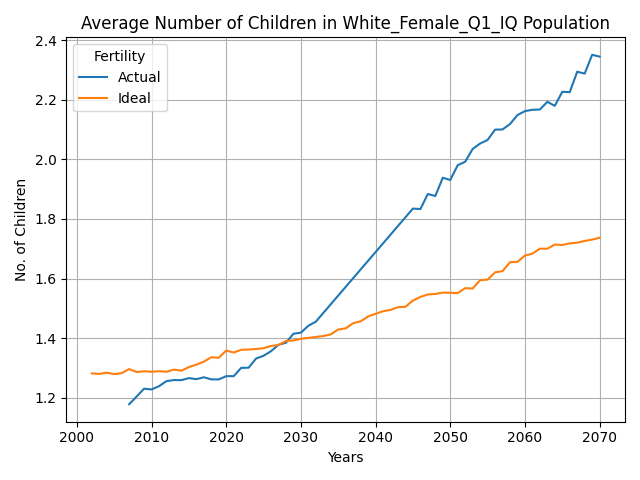 Average Number of Children in White_Female_Q1_IQ Population
Fertility
Actual
Ideal
No. of Children
2.4
2.2
2.0
1.8
1.6
1.4
1.2
2000 2010 2020 2030 2040 2050 2060 2070
Years